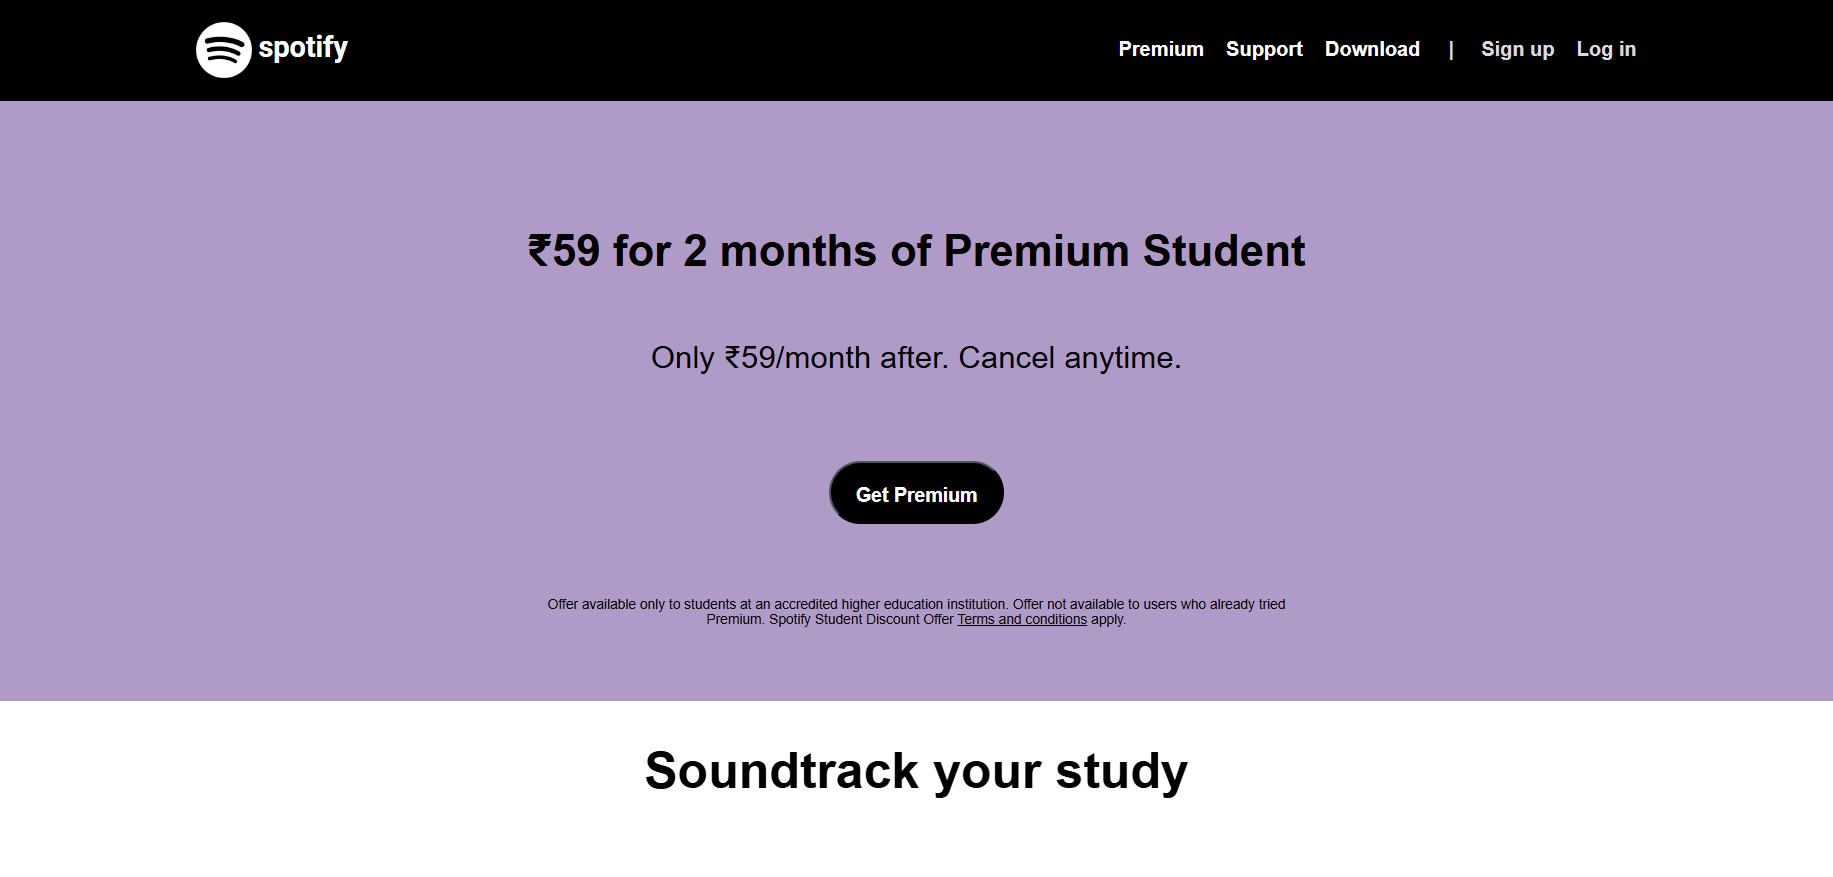 spotify
Premium Support Download | Sign up Log in
₹59 for 2 months of Premium Student
Only ₹59/month after. Cancel anytime.
Get Premium
Offer available only to students at an accredited higher education institution. Offer not available to users who already tried
Premium. Spotify Student Discount Offer Terms and conditions apply.
Soundtrack your study